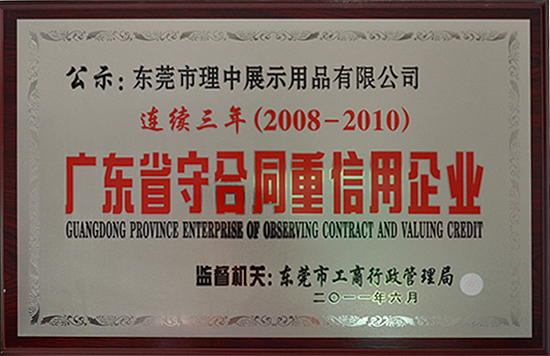 公示:东莞市理中展示用品有限公司
连续三年(2008-2010)
广东省守合同重信用企业
GUANGDONG PROVINCE ENTERPRISE OF OBSERVING CONTRACT AND VALUING CREDIT
监督机关:东莞市工商行政管理局
二〇一一年六月